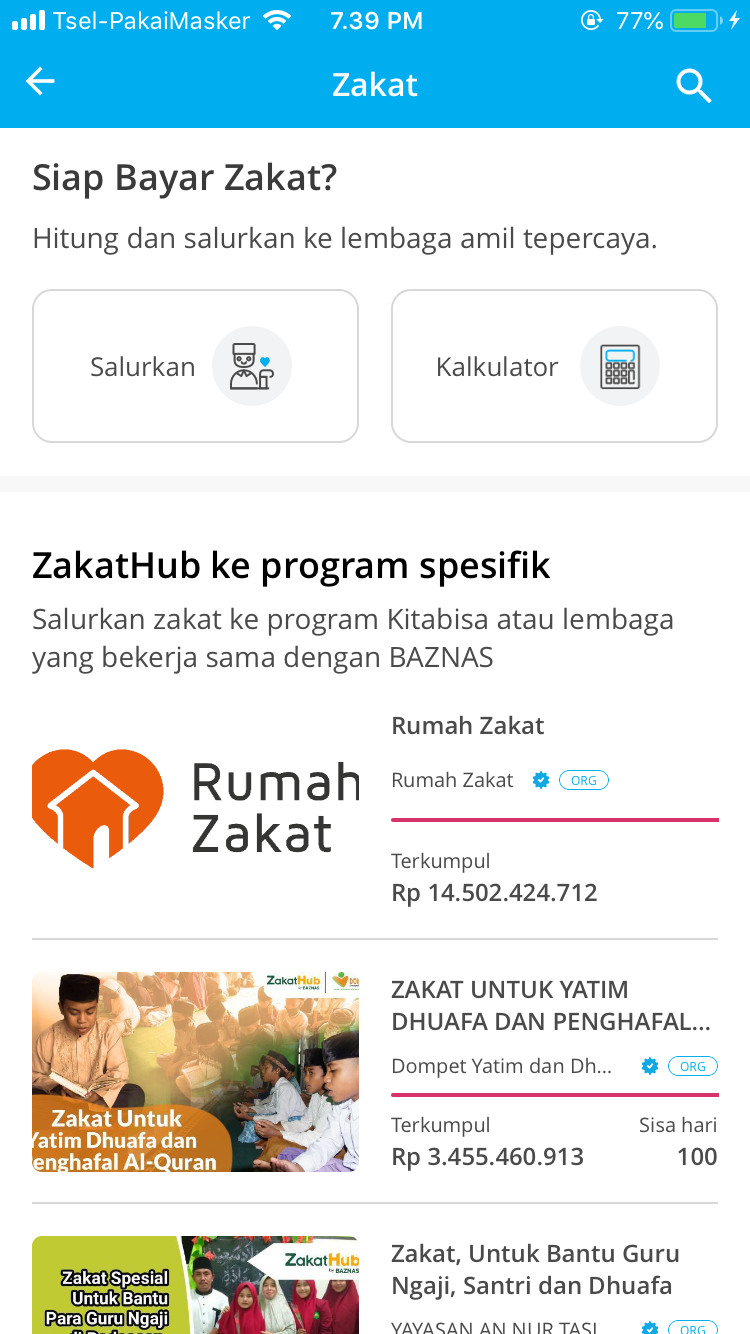 Tsel-PakaiMasker 7.39 PM 77%
Zakat
Siap Bayar Zakat?
Hitung dan salurkan ke lembaga amil tepercaya.
Salurkan
Kalkulator
ZakatHub ke program spesifik
Salurkan zakat ke program Kitabisa atau lembaga
yang bekerja sama dengan BAZNAS
Rumah
Zakat
Rumah Zakat
Rumah Zakat ORG
Terkumpul
Rp 14.502.424.712
ZakatHub
by BAZNAS
Zakat Untuk
Yatim Dhuafa dan
enghafal Al-Quran
ZAKAT UNTUK YATIM
DHUAFA DAN PENGHAFAL...
Dompet Yatim dan Dh... ORG
Terkumpul Sisa hari
Rp 3.455.460.913 100
ZakatHub
by BAZNAS
Zakat Spesial
Untuk Bantu
Para Guru Ngaji
Zakat, Untuk Bantu Guru
Ngaji, Santri dan Dhuafa
YAYASAN AN NUR TASI ORG